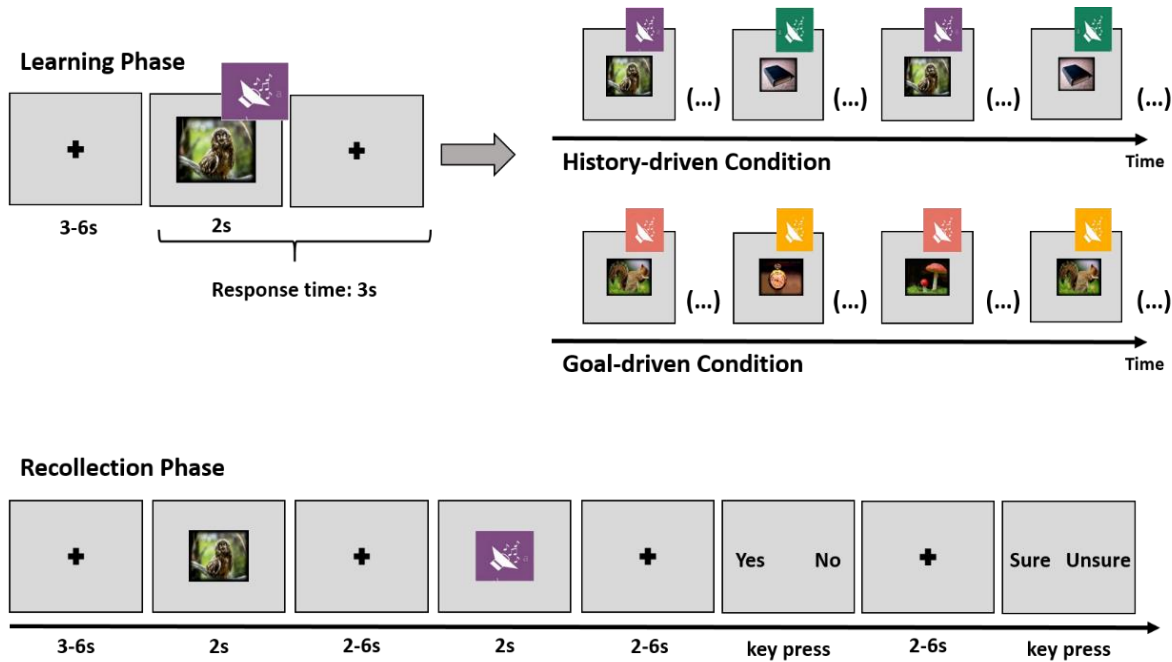 Learning Phase
3-6s
2s
Response time: 3s
(...) (...) (...) (...)
History-driven Condition
Time
(...) (...) (...) (...)
Goal-driven Condition
Time
Recollection Phase
Yes No
Sure Unsure
3-6s 2s 2-6s 2s 2-6s key press 2-6s key press